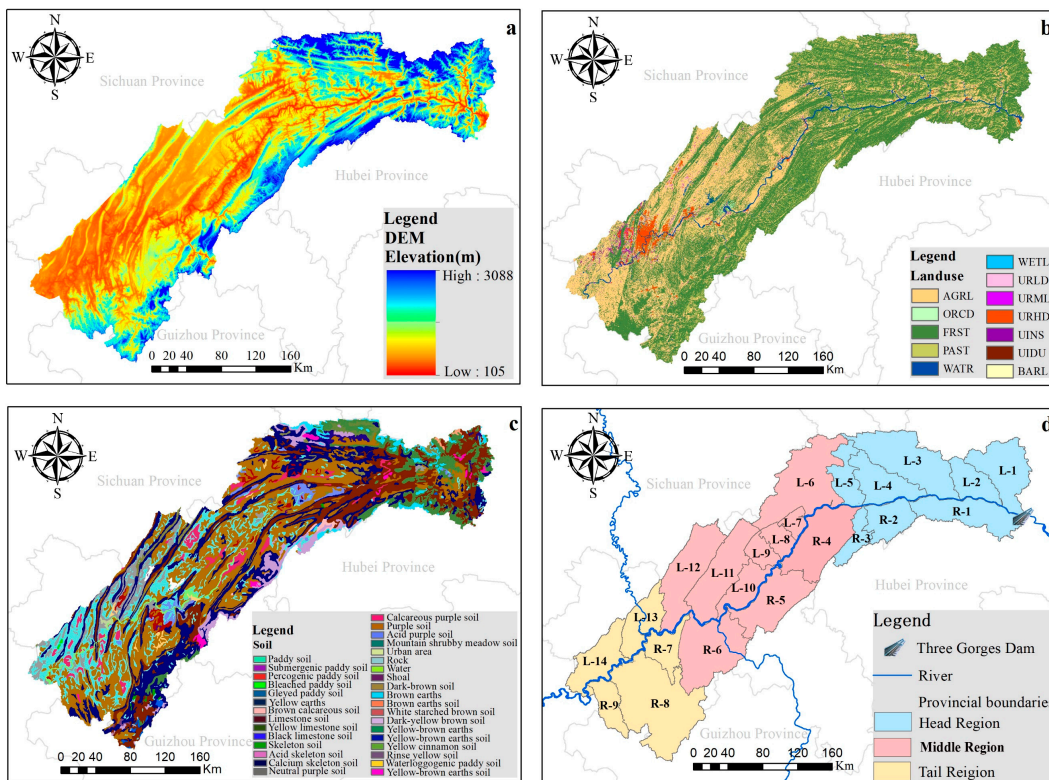 N
W E
S
a
Sichuan Province
Hubei Province
Guizhou Province
Legend
DEM
Elevation(m)
High : 3088
Low : 105
0 20 40 80 120 160
Km
N
W E
S
b
Sichuan Province
Hubei Province
Guizhou Province
Legend
Landuse
AGRL
ORCD
FRST
PAST
WATR
WETL
URLD
URML
URHD
UINS
UIDU
BARL
0 20 40 80 120 160
Km
N
W E
S
c
Sichuan Province
Hubei Province
Guizhou Province
Legend
Soil
Paddy soil
Submergenic paddy soil
Percogenic paddy soil
Bleached paddy soil
Gleyed paddy soil
Yellow earths
Brown calcareous soil
Limestone soil
Yellow limestone soil
Black limestone soil
Skeleton soil
Acid skeleton soil
Calcium skeleton soil
Neutral purple soil
Calcareous purple soil
Purple soil
Acid purple soil
Mountain shrubby meadow soil
Urban area
Rock
Water
Shoal
Dark-brown soil
Brown earths
Brown earths soil
White starched brown soil
Dark-yellow brown soil
Yellow-brown earths
Yellow-brown earths soil
Yellow cinnamon soil
Rinse yellow soil
Waterloggogenic paddy soil
Yellow-brown earths
0 20 40 80 120 160
Km
N
W E
S
d
Sichuan Province
Hubei Province
Guizhou Province
L-1
L-2
L-3
L-4
L-5
L-6
L-7
L-8
L-9
L-10
L-11
L-12
L-13
L-14
R-1
R-2
R-3
R-4
R-5
R-6
R-7
R-8
R-9
Legend
Three Gorges Dam
River
Provincial boundaries
Head Region
Middle Region
Tail Reigion
0 20 40 80 120 160
Km